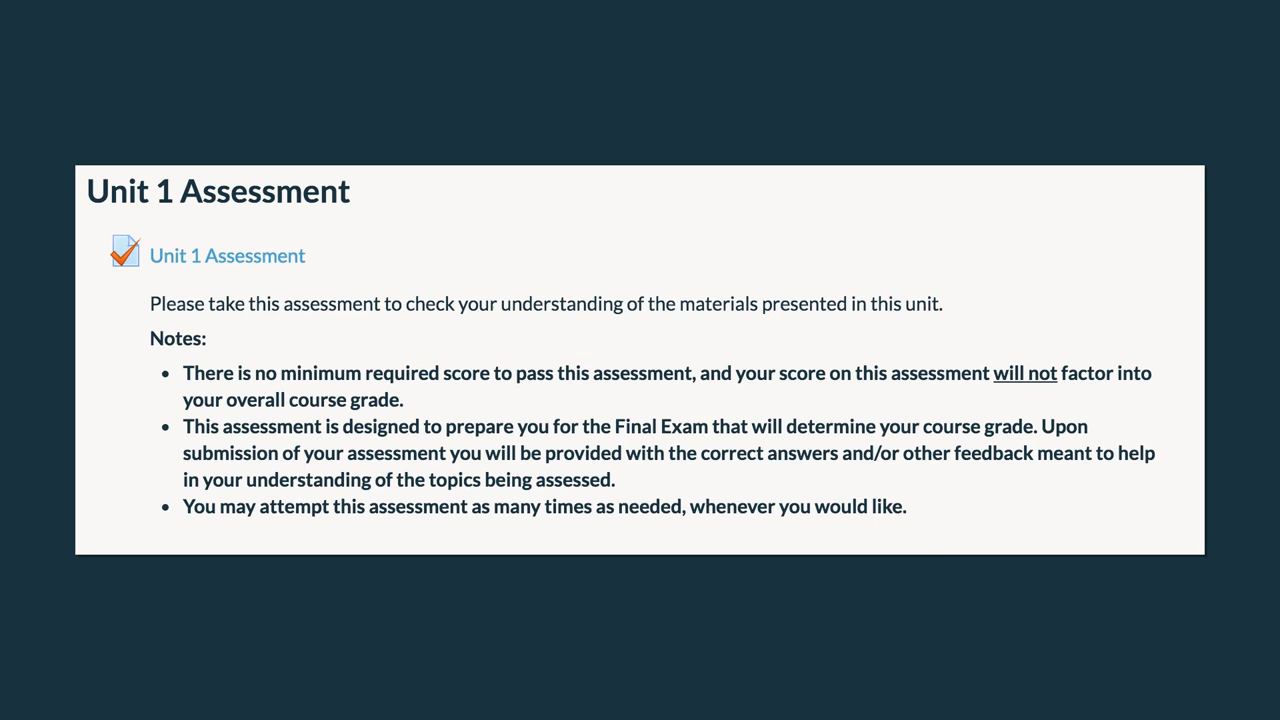 Unit 1 Assessment
Unit 1 Assessment
Please take this assessment to check your understanding of the materials presented in this unit.
Notes:
• There is no minimum required score to pass this assessment, and your score on this assessment will not factor into
your overall course grade.
• This assessment is designed to prepare you for the Final Exam that will determine your course grade. Upon
submission of your assessment you will be provided with the correct answers and/or other feedback meant to help
in your understanding of the topics being assessed.
• You may attempt this assessment as many times as needed, whenever you would like.